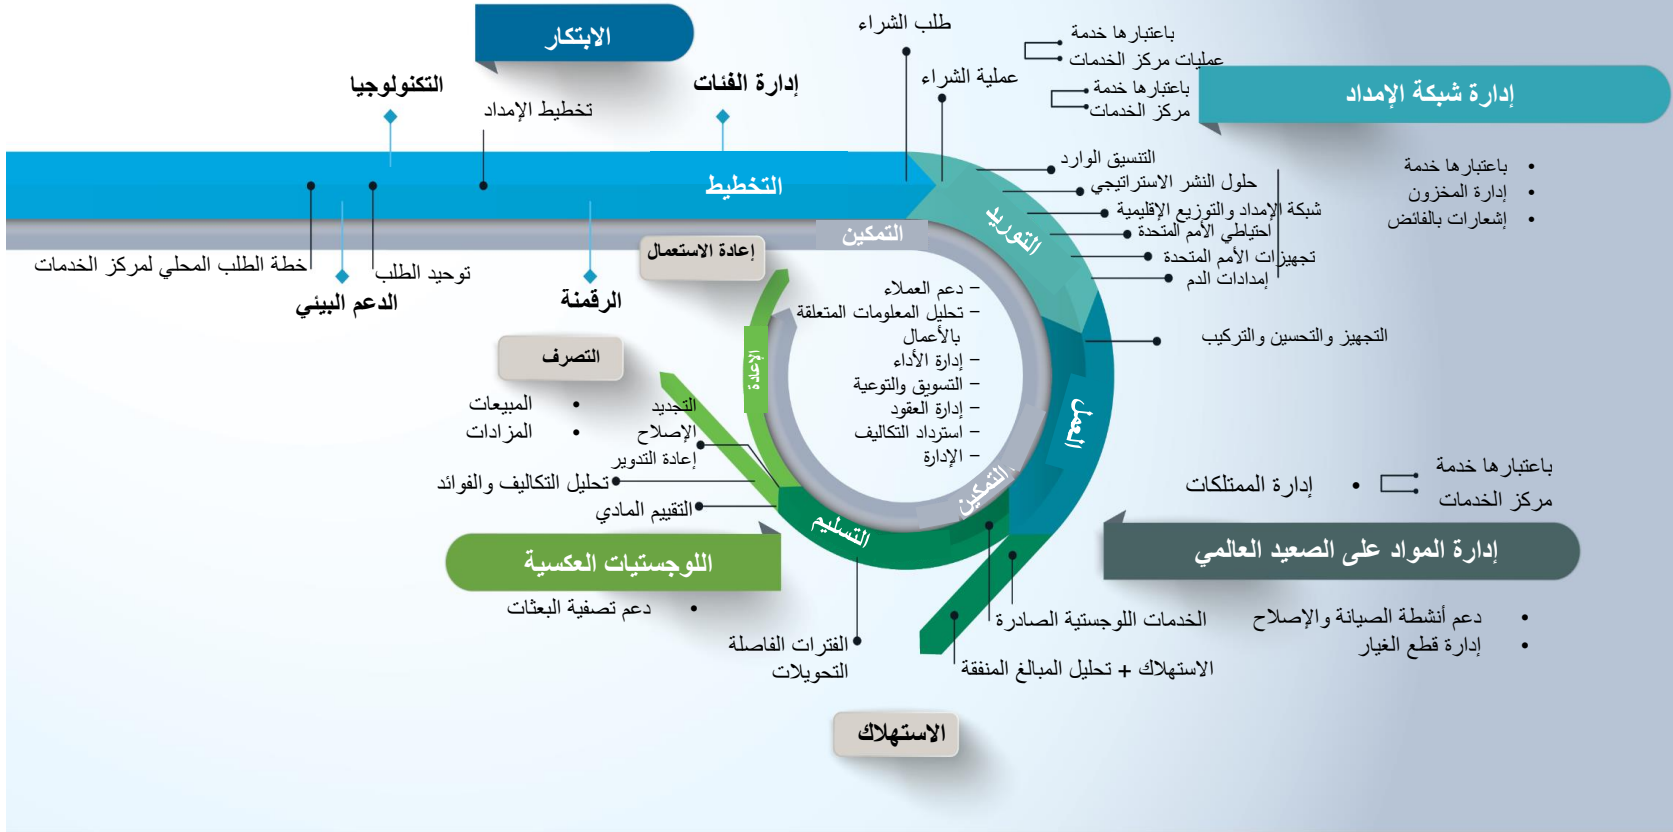 الابتكار
طلب الشراء
باعتبارها خدمة
عمليات مركز الخدمات
عملية الشراء
باعتبارها خدمة
مركز الخدمات
إدارة شبكة الإمداد
التكنولوجيا
إدارة الفئات
تخطيط الإمداد
• باعتبارها خدمة
• إدارة المخزون
• إشعارات بالفائض
التخطيط
التوريد
التنسيق الوارد
حلول النشر الاستراتيجي
شبكة الإمداد والتوزيع الإقليمية
احتياطي الأمم المتحدة
تجهيزات الأمم المتحدة
إمدادات الدم
التمكين
إعادة الاستعمال
خطة الطلب المحلي لمركز الخدمات
توحيد الطلب
الدعم البيئي
الرقمنة
– دعم العملاء
– تحليل المعلومات المتعلقة
بالأعمال
– إدارة الأداء
– التسويق والتوعية
– إدارة العقود
– استرداد التكاليف
– الإدارة
التجهيز والتحسين والتركيب
التصرف
• المبيعات
• المزادات
الإعادة
العمل
التجديد
الإصلاح
إعادة التدوير
تحليل التكاليف والفوائد
التقييم المادي
التمكين
التسليم
باعتبارها خدمة
مركز الخدمات
• إدارة الممتلكات
اللوجستيات العكسية
• دعم تصفية البعثات
إدارة المواد على الصعيد العالمي
• دعم أنشطة الصيانة والإصلاح
• إدارة قطع الغيار
الخدمات اللوجستية الصادرة
الفترات الفاصلة
التحويلات
الاستهلاك + تحليل المبالغ المنفقة
الاستهلاك